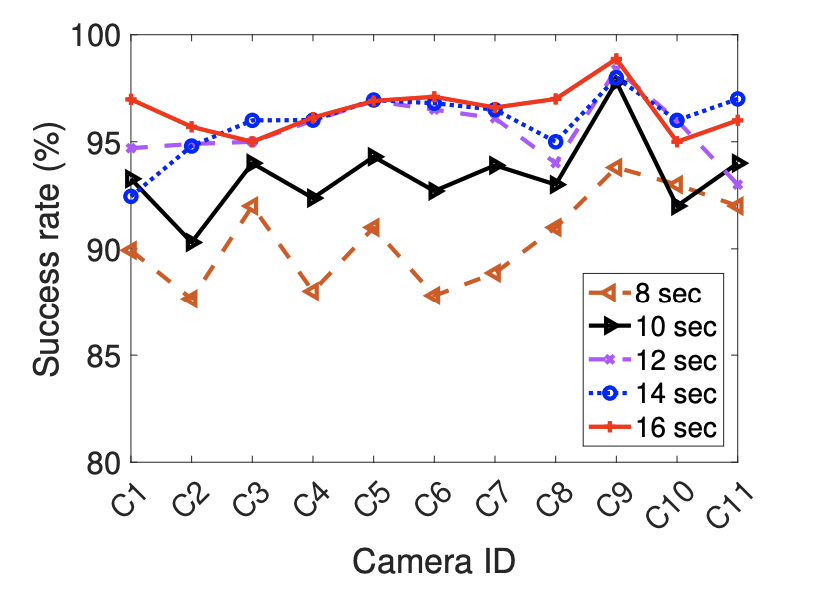 100
95
90
85
80
Success rate (%)
C1
C2
C3
C4
C5
C6
C7
C8
C9
C10
C11
Camera ID
8 sec
10 sec
12 sec
14 sec
16 sec